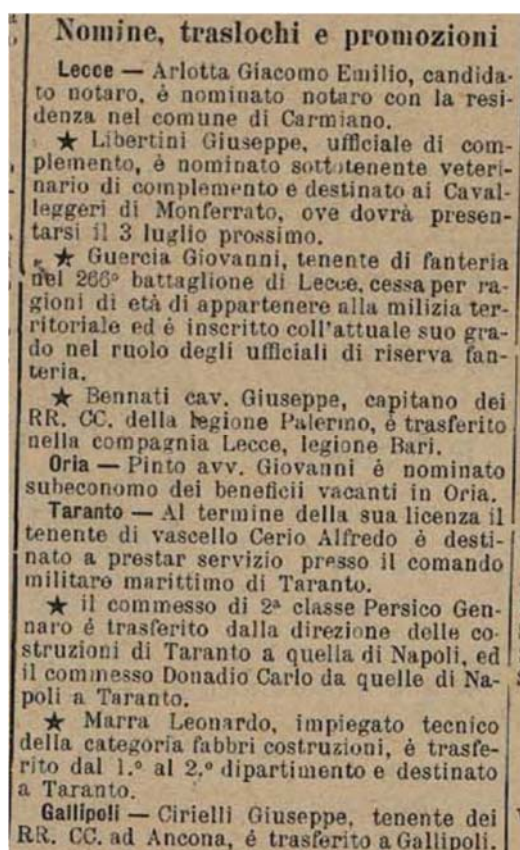 Nomine, traslochi e promozioni
Lecce — Arlotta Giacomo Emilio, candida-
to notaro, è nominato notaro con la resi-
denza nel comune di Carmiano.
★ Libertini Giuseppe, ufficiale di com-
plemento, è nominato sottotenente veteri-
nario di complemento e destinato ai Caval-
leggeri di Monferrato, ove dovrà presen-
tarsi il 3 luglio prossimo.
★ Guercia Giovanni, tenente di fanteria
nel 266° battaglione di Lecce, cessa per ra-
gioni di età di appartenere alla milizia ter-
ritoriale ed é inscritto coll'attuale suo gra-
do nel ruolo degli ufficiali di riserva fan-
teria.
★ Bennati cav. Giuseppe, capitano dei
RR. CC. della legione Palermo, é trasferito
nella compagnia Lecce, legione Bari.
Oria — Pinto avv. Giovanni é nominato
subeconomo dei beneficii vacanti in Oria.
Taranto — Al termine della sua licenza il
tenente di vascello Cerio Alfredo è desti-
nato a prestar servizio presso il comando
militare marittimo di Taranto.
★ il commesso di 2ª classe Persico Gen-
naro é trasferito dalla direzione delle co-
struzioni di Taranto a quella di Napoli, ed
il commesso Donadio Carlo da quelle di Na-
poli a Taranto.
★ Marra Leonardo, impiegato tecnico
della categoria fabbri costruzioni, è trasfe-
rito dal 1.° al 2.° dipartimento e destinato
a Taranto.
Gallipoli — Cirielli Giuseppe, tenente dei
RR. CC. ad Ancona, é trasferito a Gallipoli.